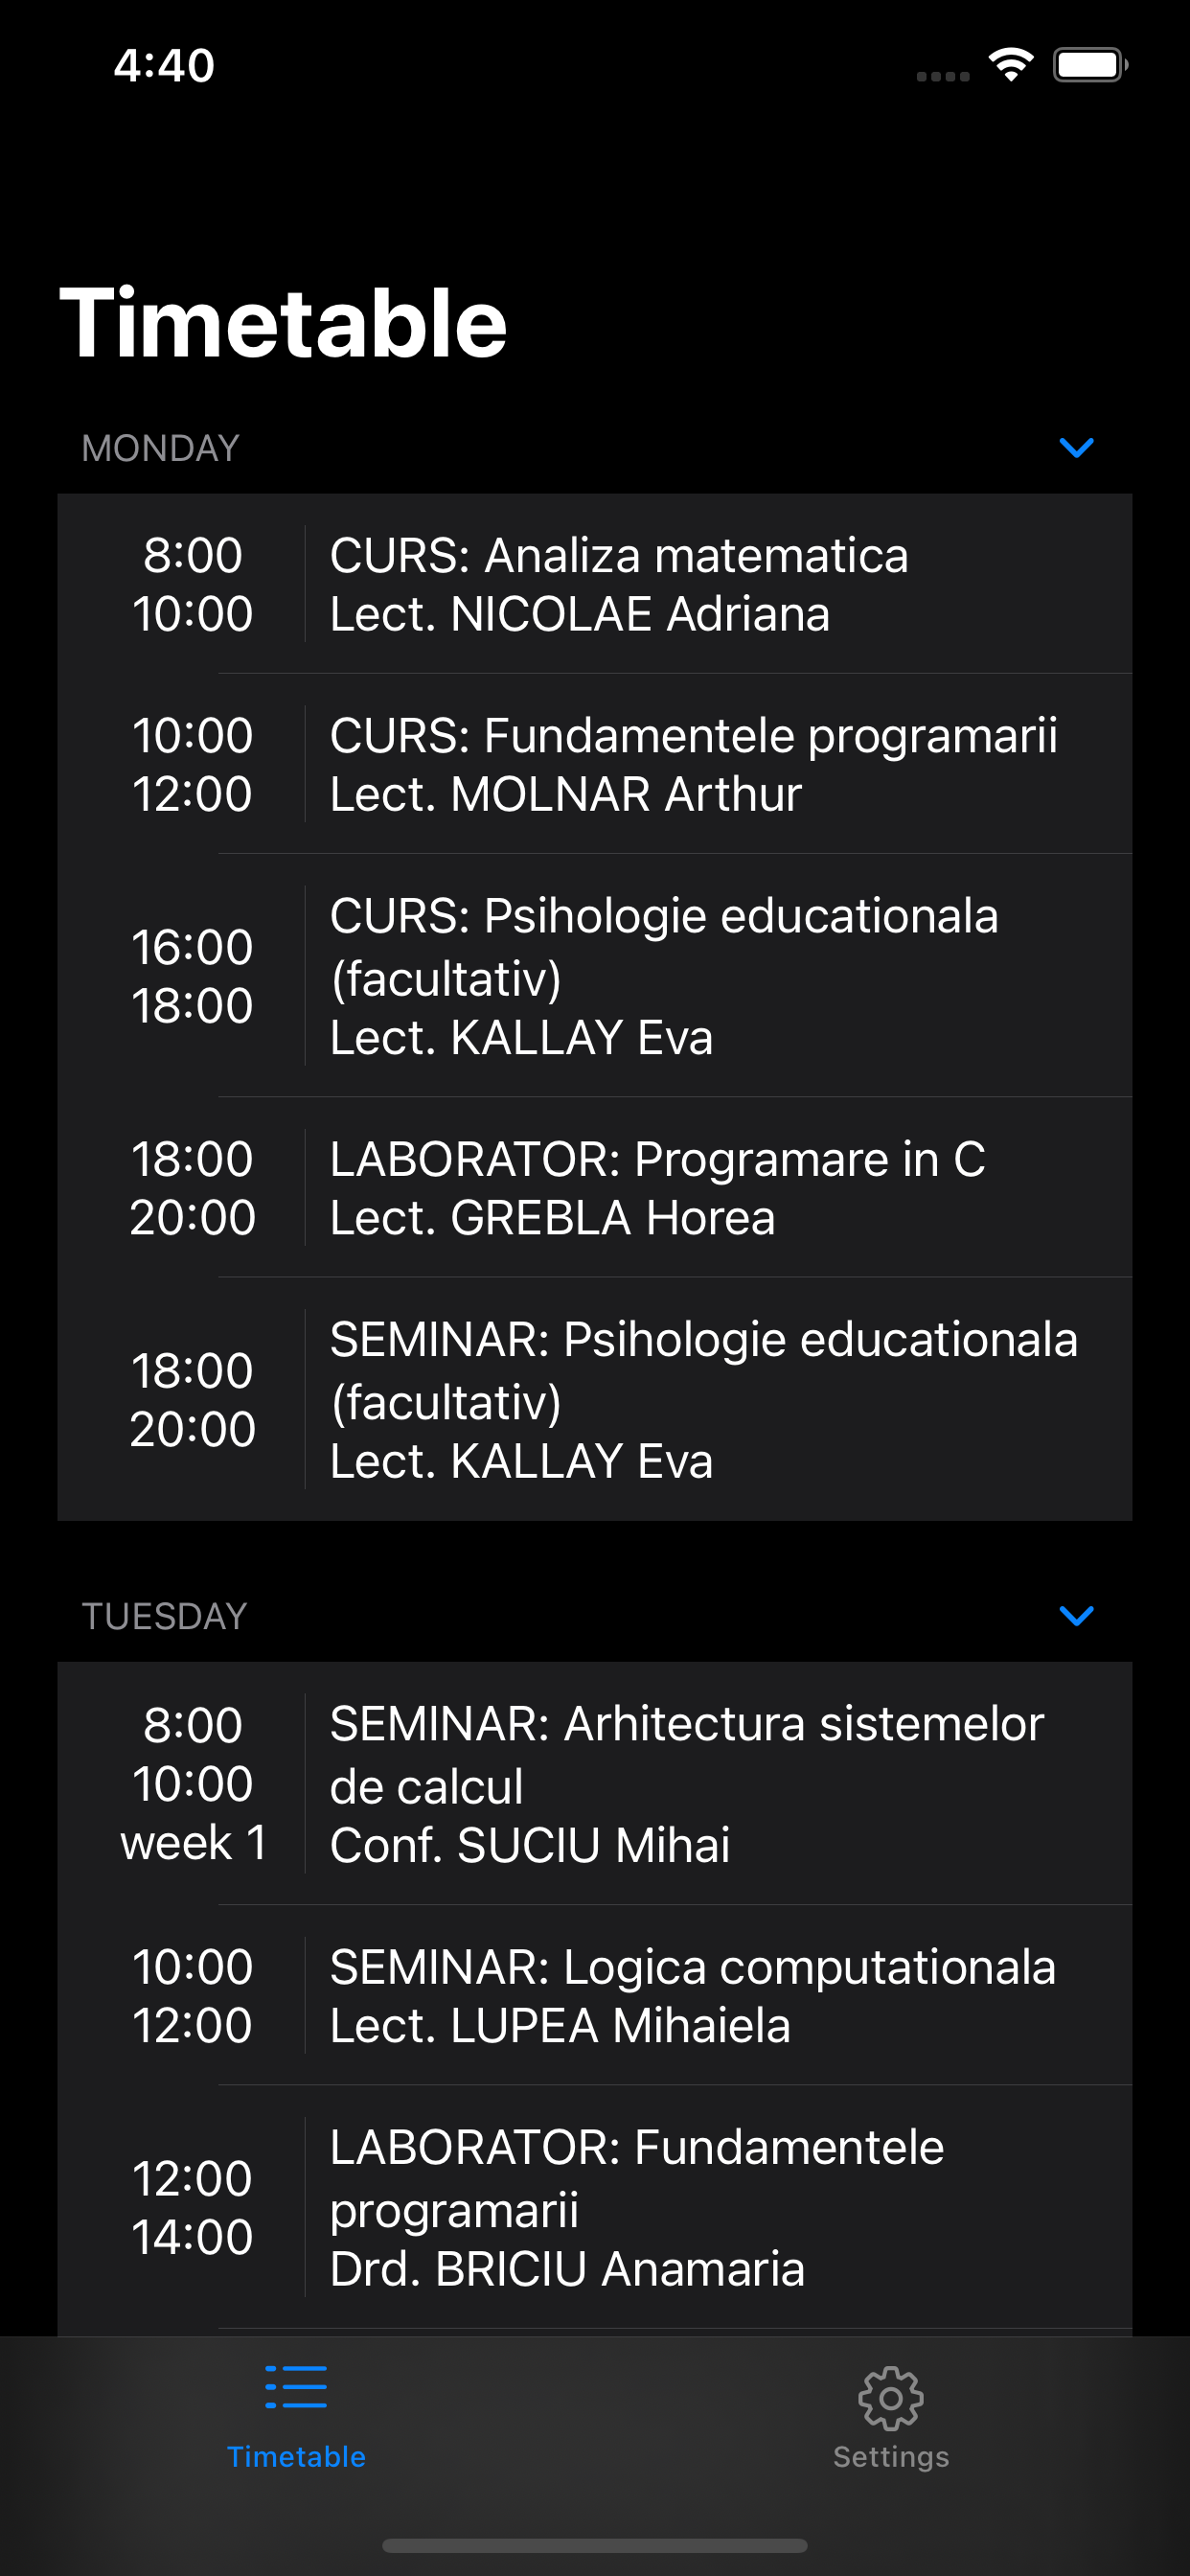 4:40
Timetable
MONDAY
8:00
10:00
CURS: Analiza matematica
Lect. NICOLAE Adriana
10:00
12:00
CURS: Fundamentele programarii
Lect. MOLNAR Arthur
16:00
18:00
CURS: Psihologie educationala
(facultativ)
Lect. KALLAY Eva
18:00
20:00
LABORATOR: Programare in C
Lect. GREBLA Horea
18:00
20:00
SEMINAR: Psihologie educationala
(facultativ)
Lect. KALLAY Eva
TUESDAY
8:00
10:00
week 1
SEMINAR: Arhitectura sistemelor
de calcul
Conf. SUCIU Mihai
10:00
12:00
SEMINAR: Logica computationala
Lect. LUPEA Mihaiela
12:00
14:00
LABORATOR: Fundamentele
programarii
Drd. BRICIU Anamaria
Timetable
Settings